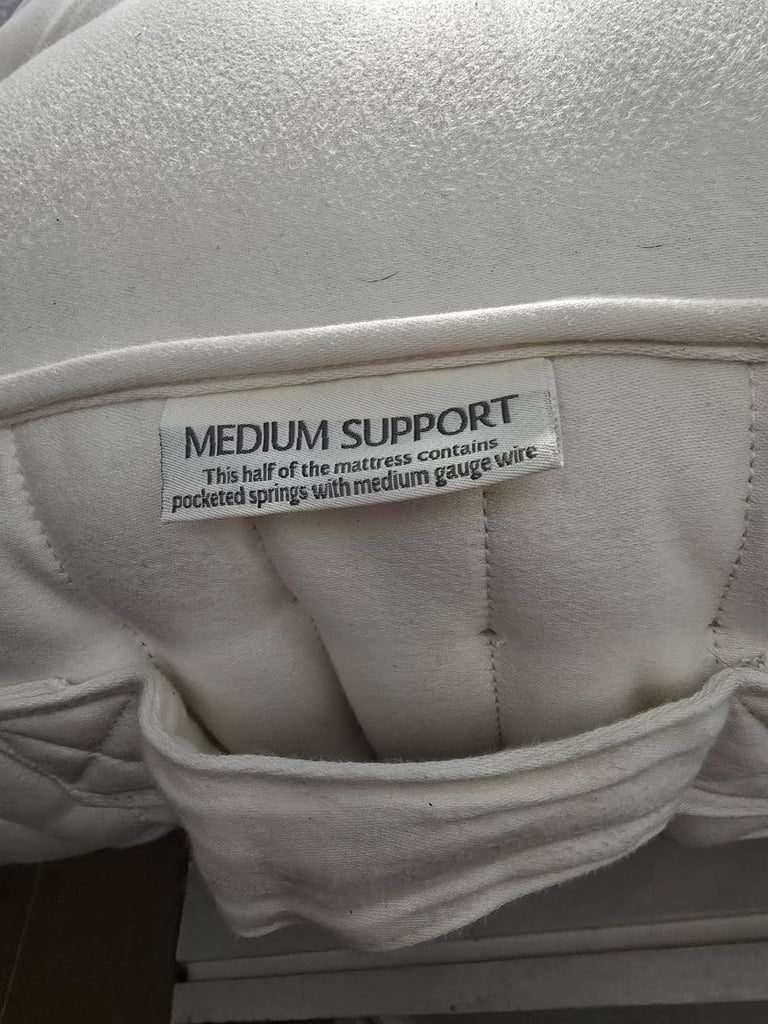 MEDIUM SUPPORT
This half of the mattress contains
pocketed springs with medium gauge wire